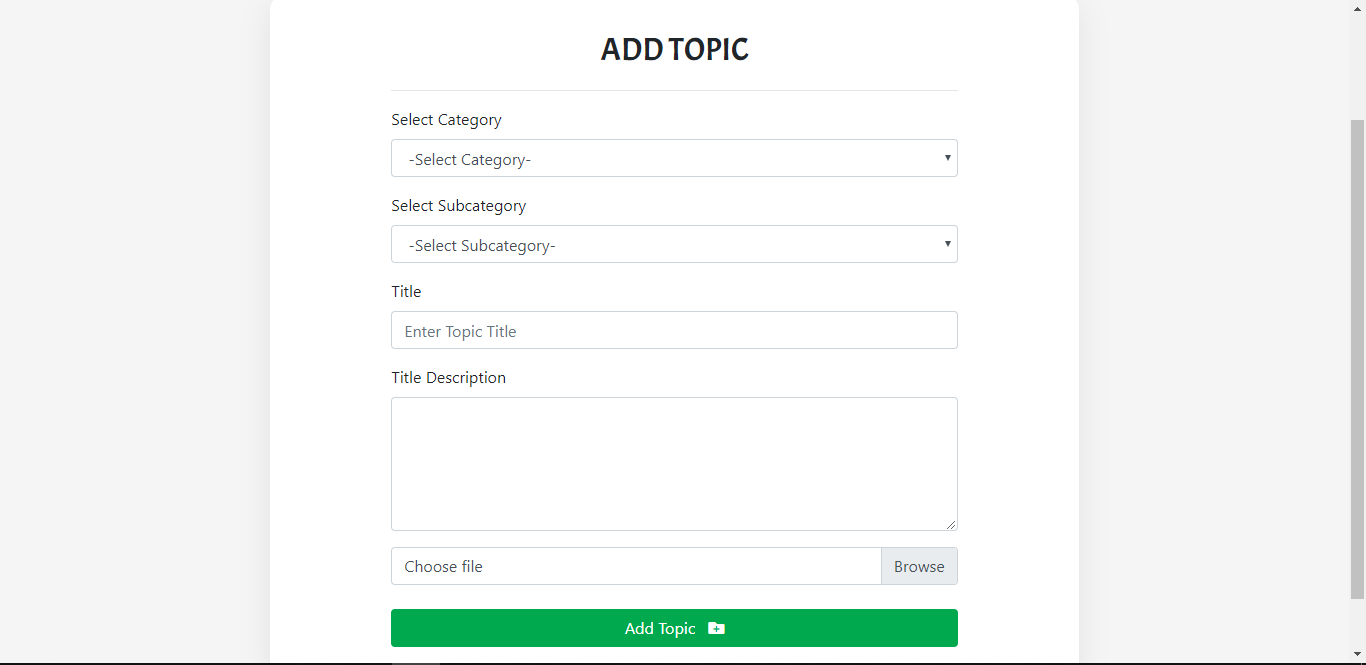 ADD TOPIC
Select Category
-Select Category-
Select Subcategory
-Select Subcategory-
Title
Enter Topic Title
Title Description
Choose file Browse
Add Topic